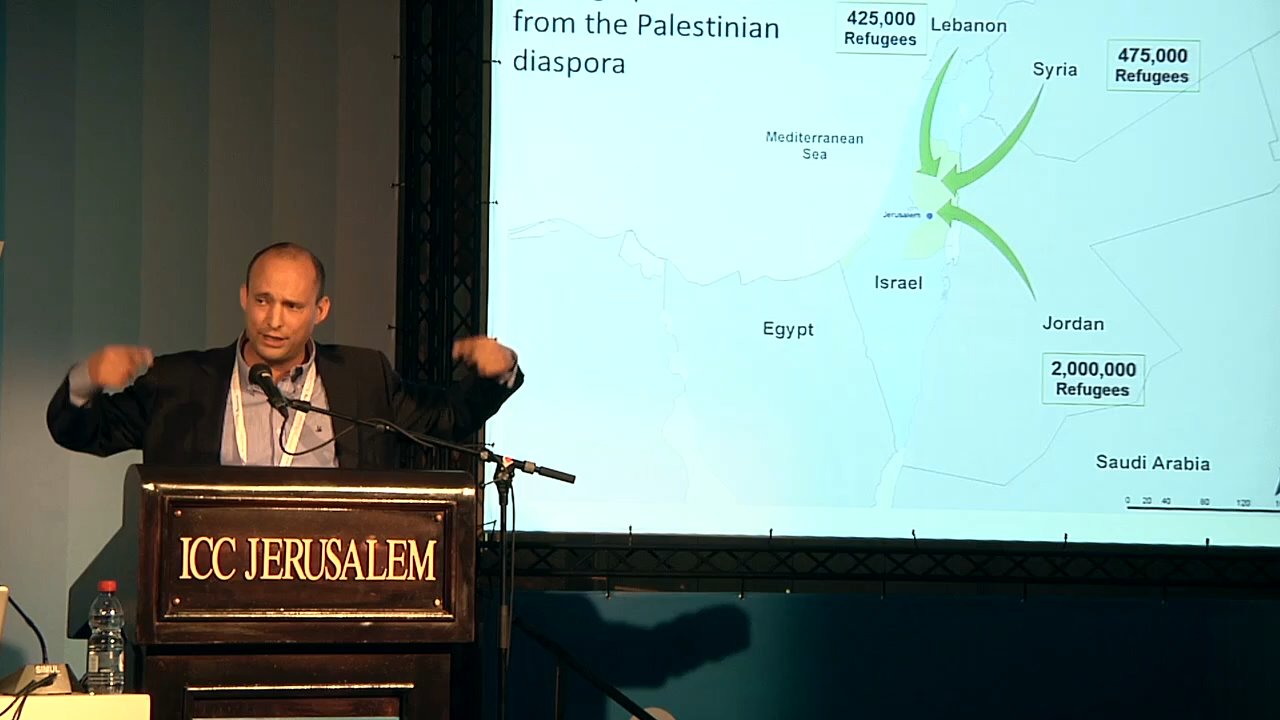 from the Palestinian
diaspora
425,000
Refugees
Lebanon
475,000
Refugees
Syria
Mediterranean
Sea
Jerusalem
Israel
Egypt
Jordan
2,000,000
Refugees
Saudi Arabia
0 20 40 80 120
ICC JERUSALEM
SIMUL